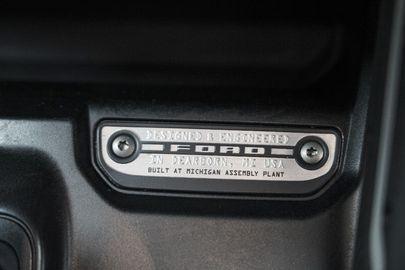 DESIGNED & ENGINEERED
FORD
IN DEARBORN, MI USA
BUILT AT MICHIGAN ASSEMBLY PLANT